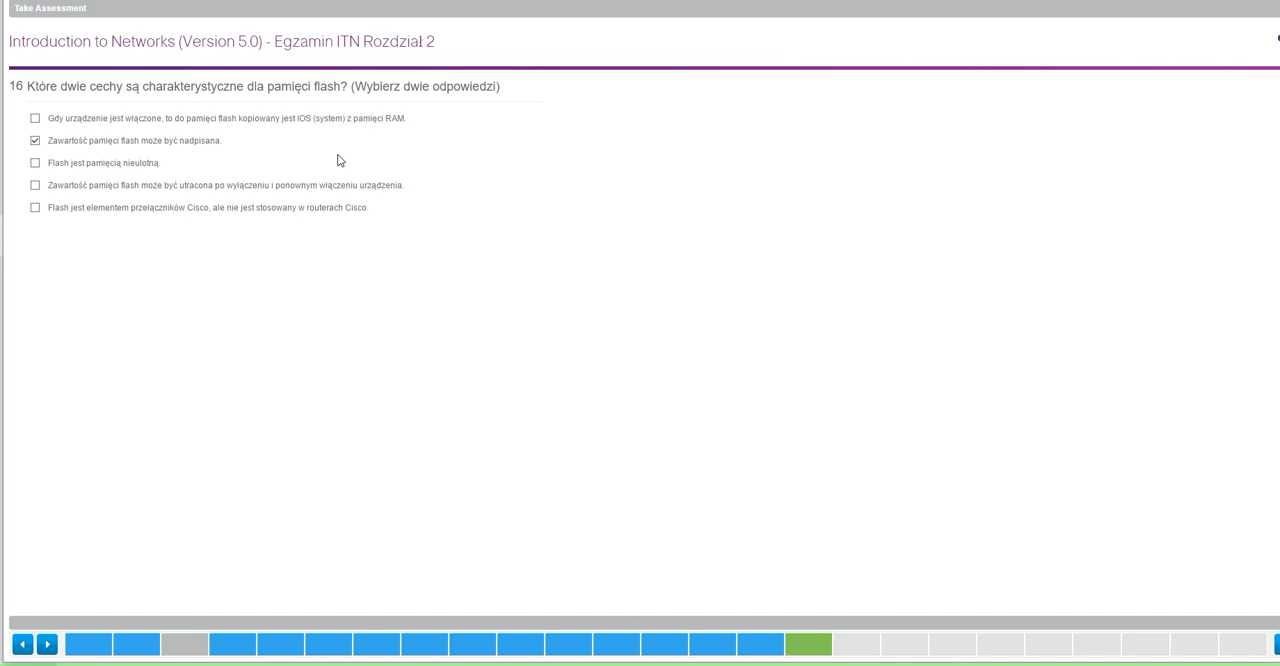 Take Assessment
Introduction to Networks (Version 5.0) - Egzamin ITN Rozdział 2
16 Które dwie cechy są charakterystyczne dla pamięci flash? (Wybierz dwie odpowiedzi)
Gdy urządzenie jest włączone, to do pamięci flash kopiowany jest IOS (system) z pamięci RAM.
Zawartość pamięci flash może być nadpisana.
Flash jest pamięcią nieulotną.
Zawartość pamięci flash może być utracona po wyłączeniu i ponownym włączeniu urządzenia.
Flash jest elementem przełączników Cisco, ale nie jest stosowany w routerach Cisco.